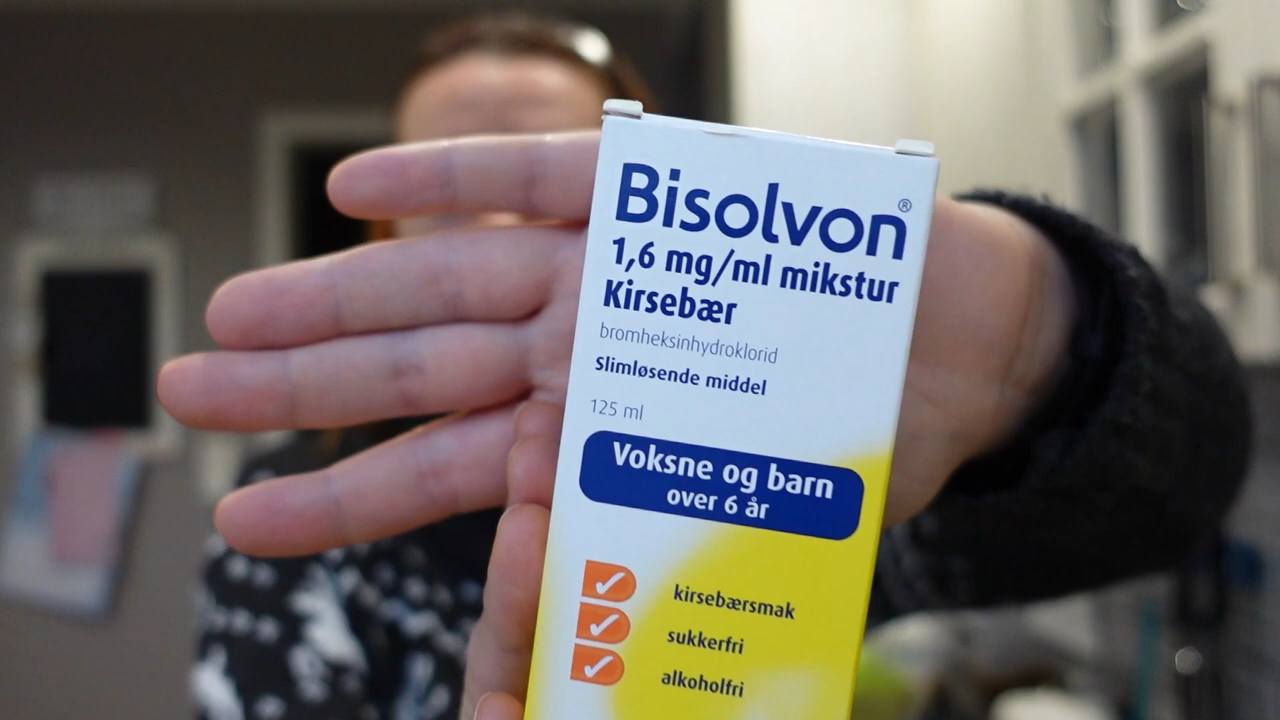 Bisolvon®
1,6 mg/ml mikstur
Kirsebær
bromheksinhydroklorid
Slimløsende middel
125 ml
Voksne og barn
over 6 år
kirsebærsmak
sukkerfri
alkoholfri